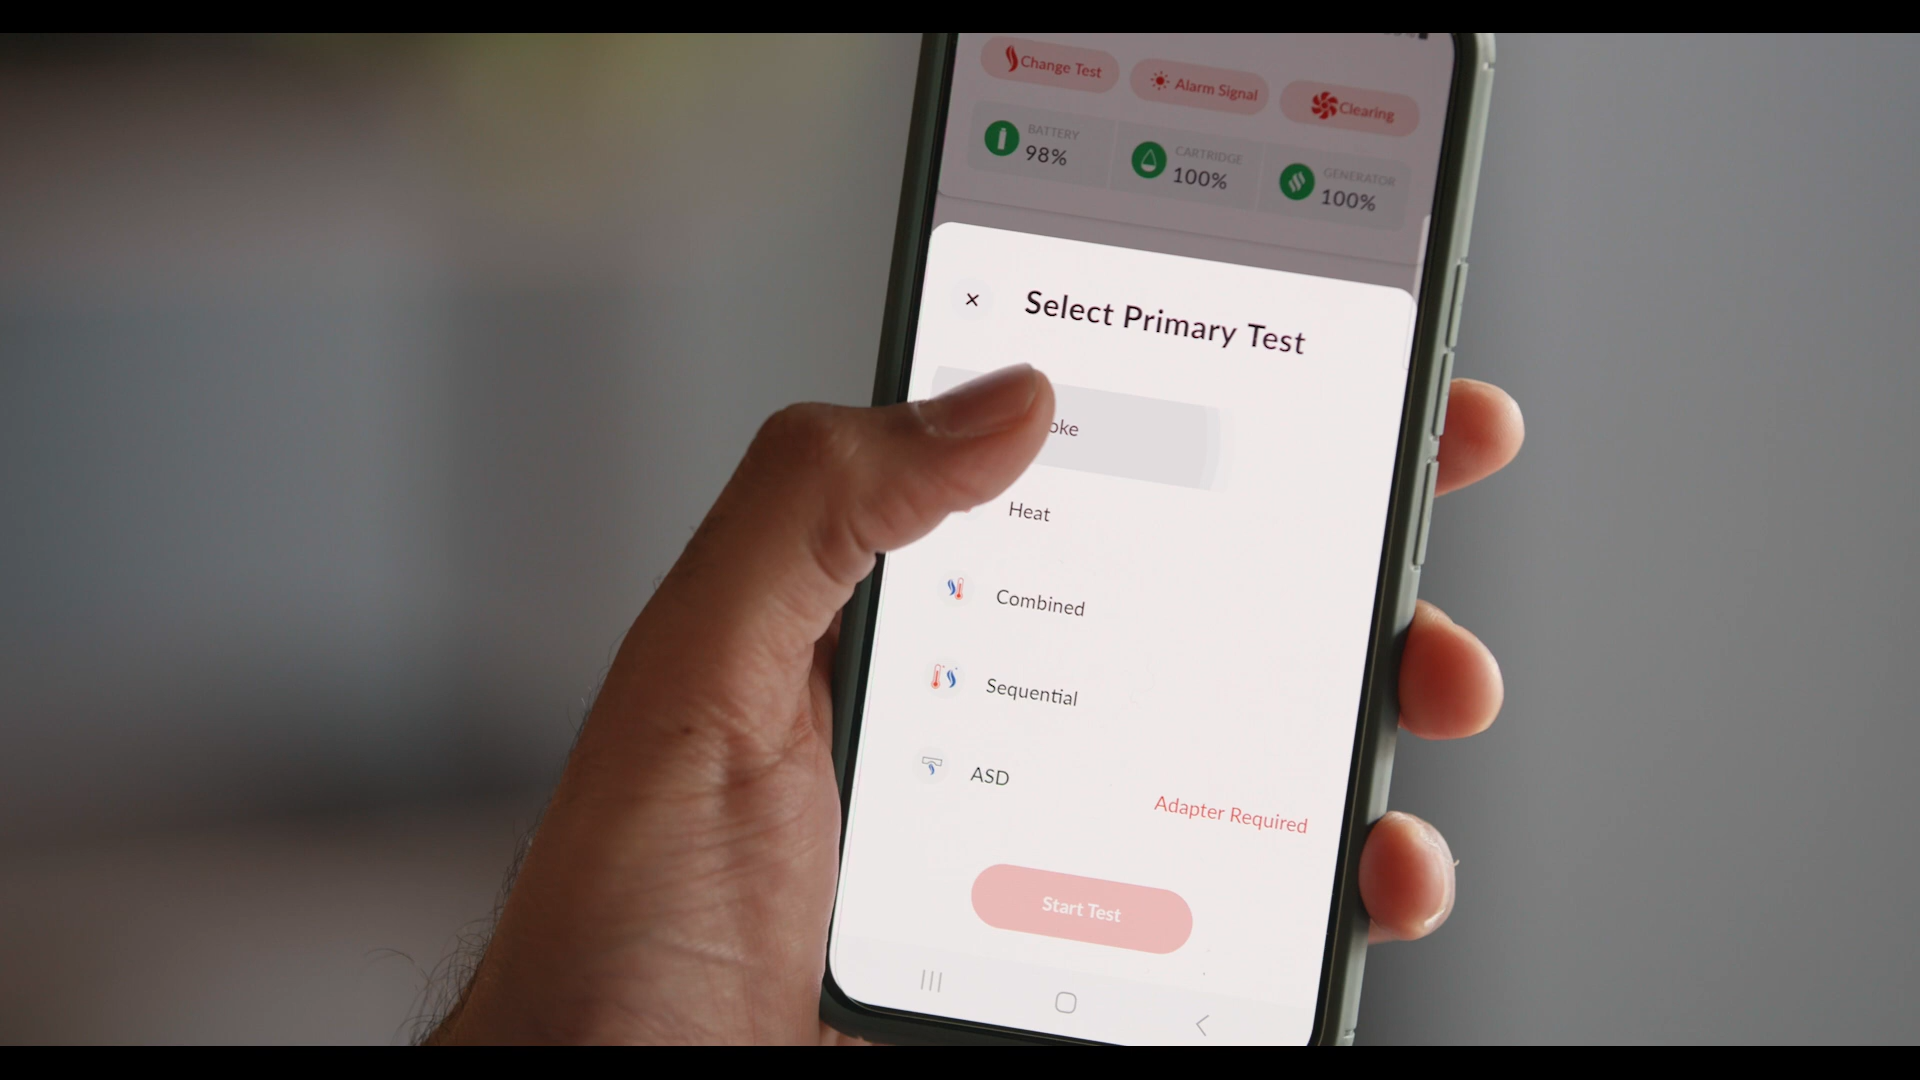 Change Test
Alarm Signal
Clearing
BATTERY
98%
CARTRIDGE
100%
GENERATOR
100%
Select Primary Test
oke
Heat
Combined
Sequential
ASD
Adapter Required
Start Test